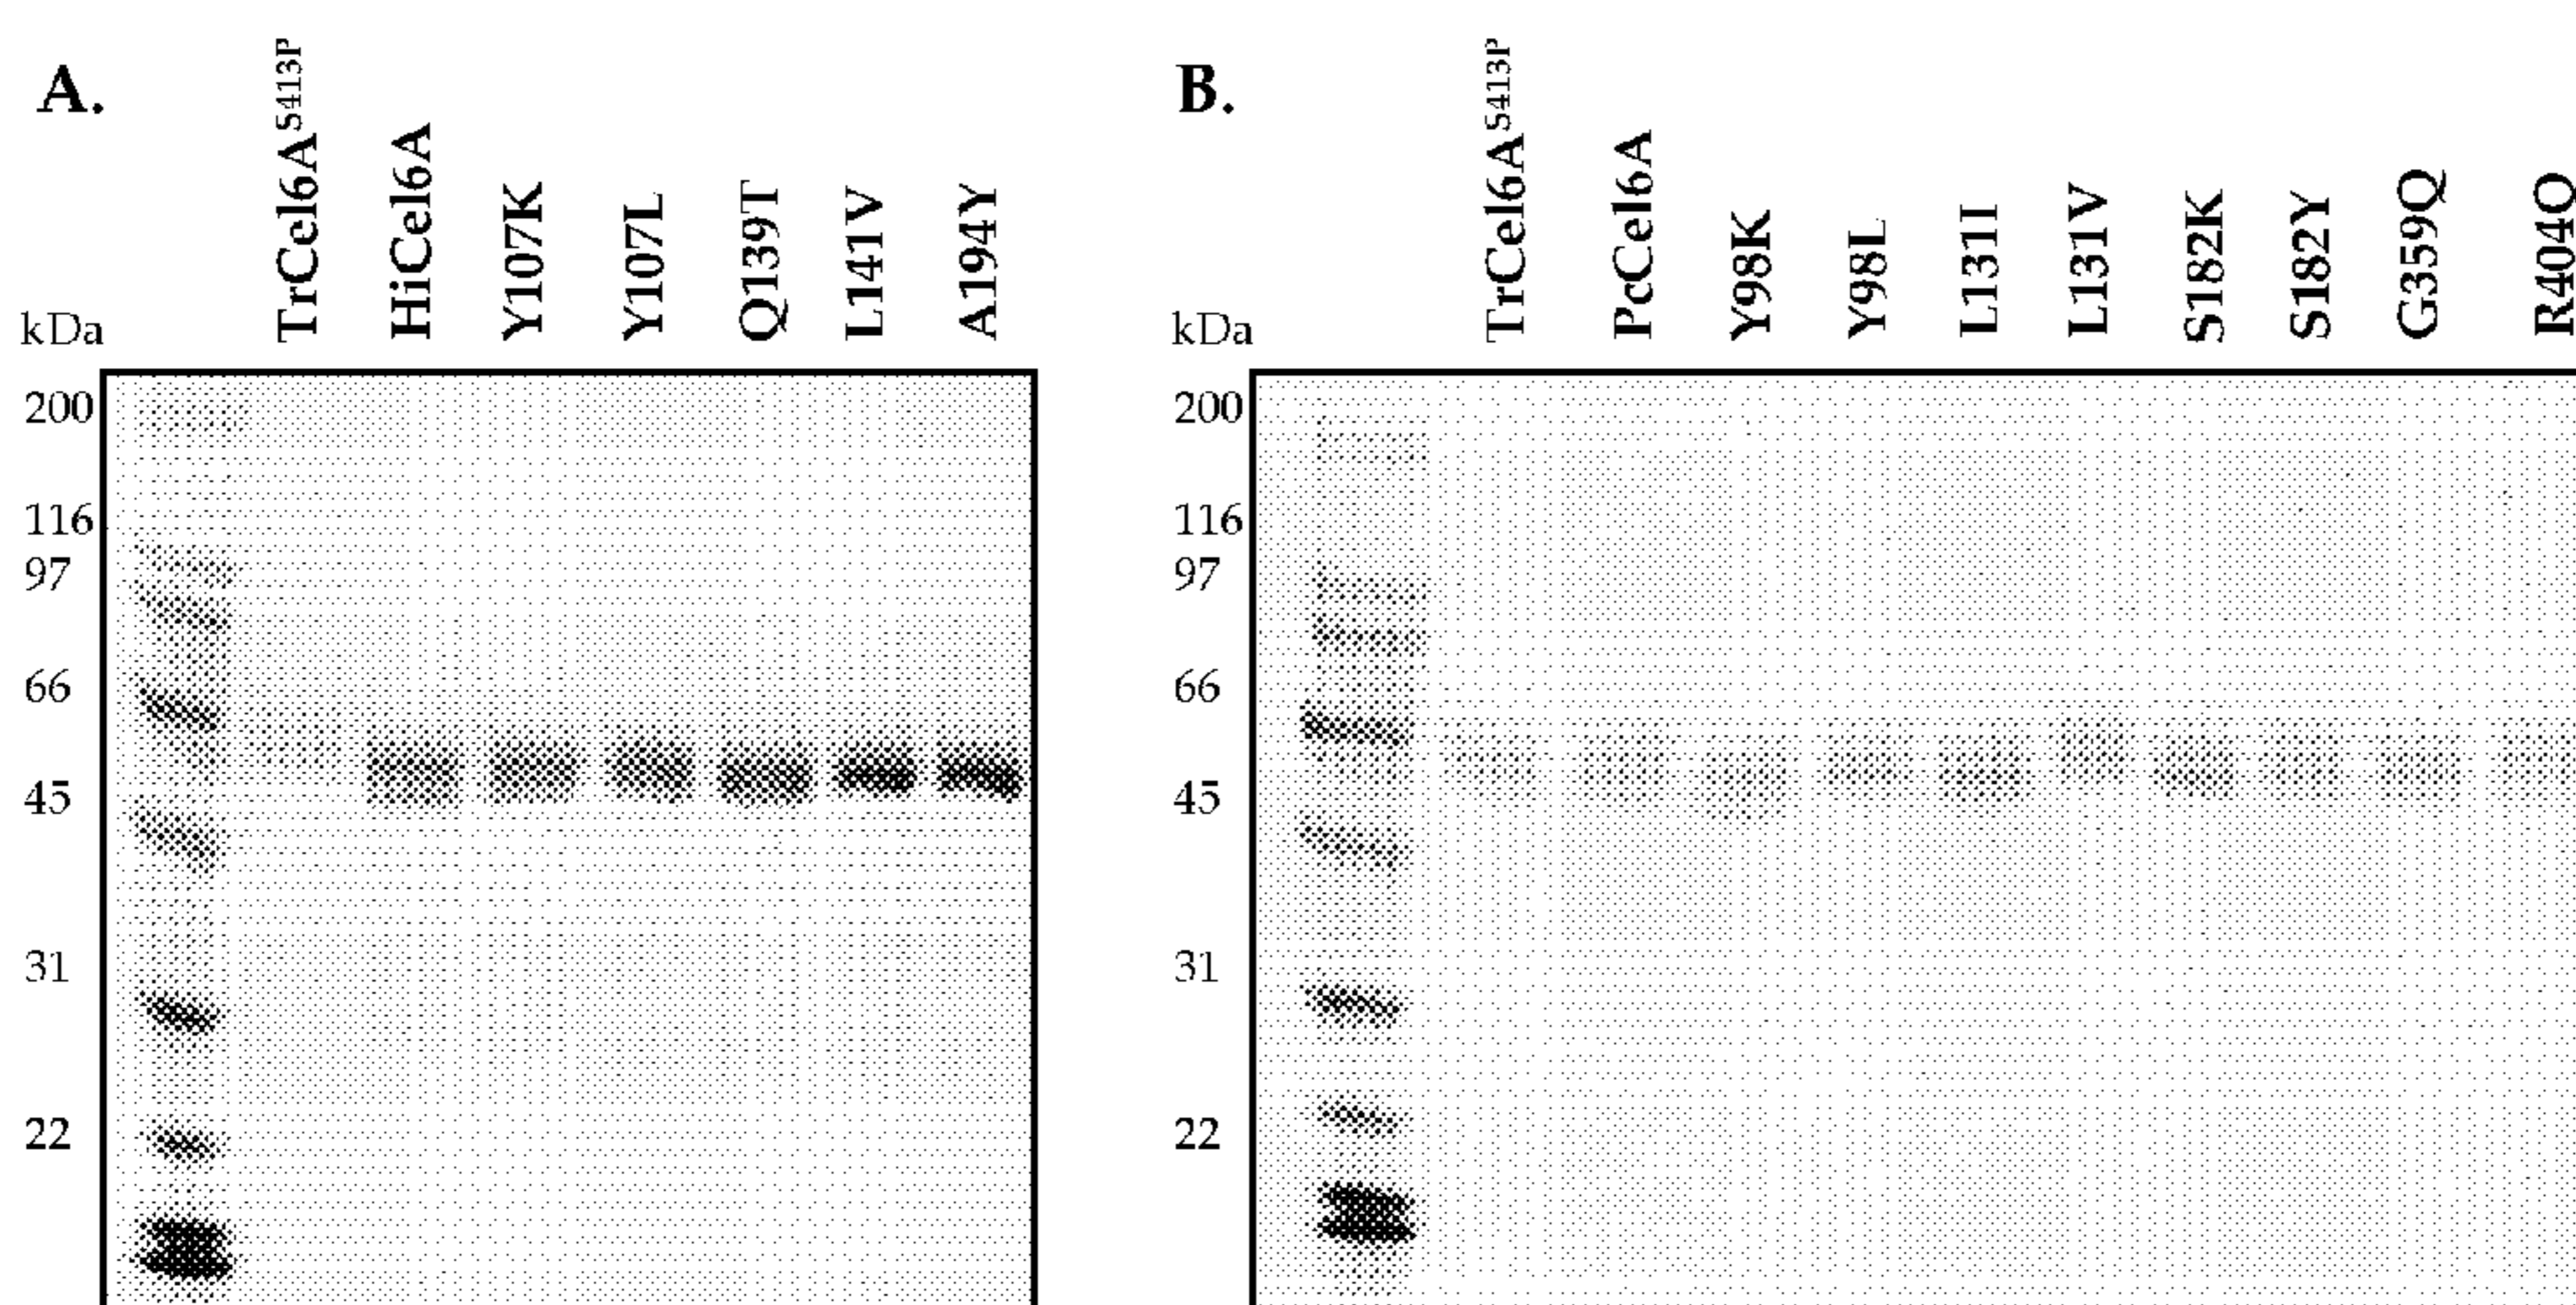 A.
TrCel6A^S413P
HiCel6A
Y107K
Y107L
Q139T
L141V
A194Y
kDa
200
116
97
66
45
31
22
B.
TrCel6A^S413P
PcCel6A
Y98K
Y98L
L131I
L131V
S182K
S182Y
G359Q
R404Q
kDa
200
116
97
66
45
31
22